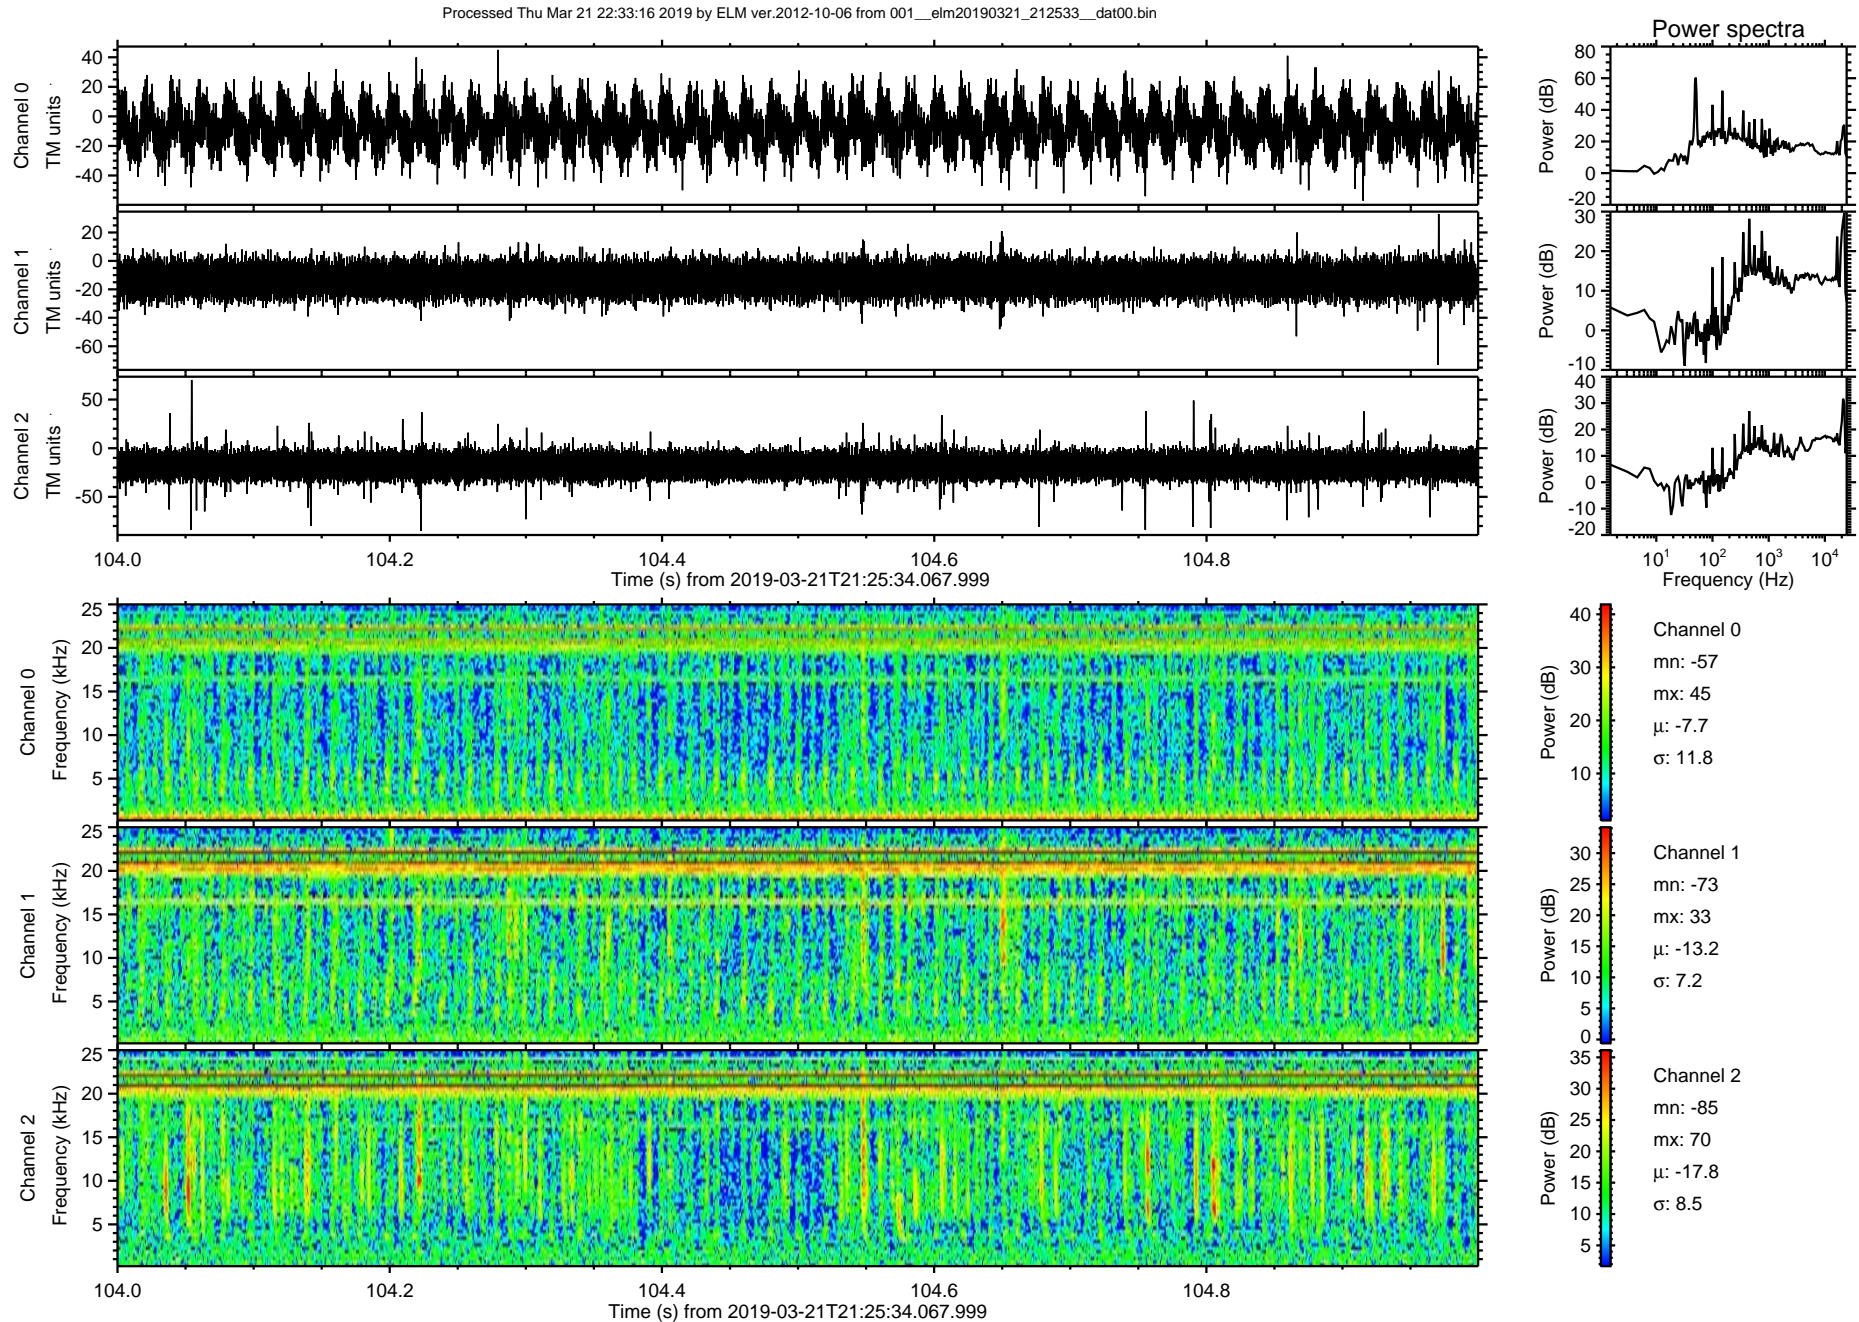 Processed Thu Mar 21 22:33:16 2019 by ELM ver.2012-10-06 from 001__elm20190321_212533__dat00.bin
Power spectra
Channel 0
TM units
40
20
0
-20
-40
Power (dB)
80
60
40
20
0
-20
Channel 1
TM units
20
0
-20
-40
-60
Power (dB)
30
20
10
0
-10
Channel 2
TM units
50
0
-50
Power (dB)
40
30
20
10
0
-10
-20
104.0 104.2 104.4 104.6 104.8
Time (s) from 2019-03-21T21:25:34.067.999
10^1 10^2 10^3 10^4
Frequency (Hz)
Channel 0
Frequency (kHz)
25
20
15
10
5
Power (dB)
40
30
20
10
Channel 0
mn: -57
mx: 45
µ: -7.7
σ: 11.8
Channel 1
Frequency (kHz)
25
20
15
10
5
Power (dB)
30
25
20
15
10
5
0
Channel 1
mn: -73
mx: 33
µ: -13.2
σ: 7.2
Channel 2
Frequency (kHz)
25
20
15
10
5
Power (dB)
35
30
25
20
15
10
5
Channel 2
mn: -85
mx: 70
µ: -17.8
σ: 8.5
104.0 104.2 104.4 104.6 104.8
Time (s) from 2019-03-21T21:25:34.067.999